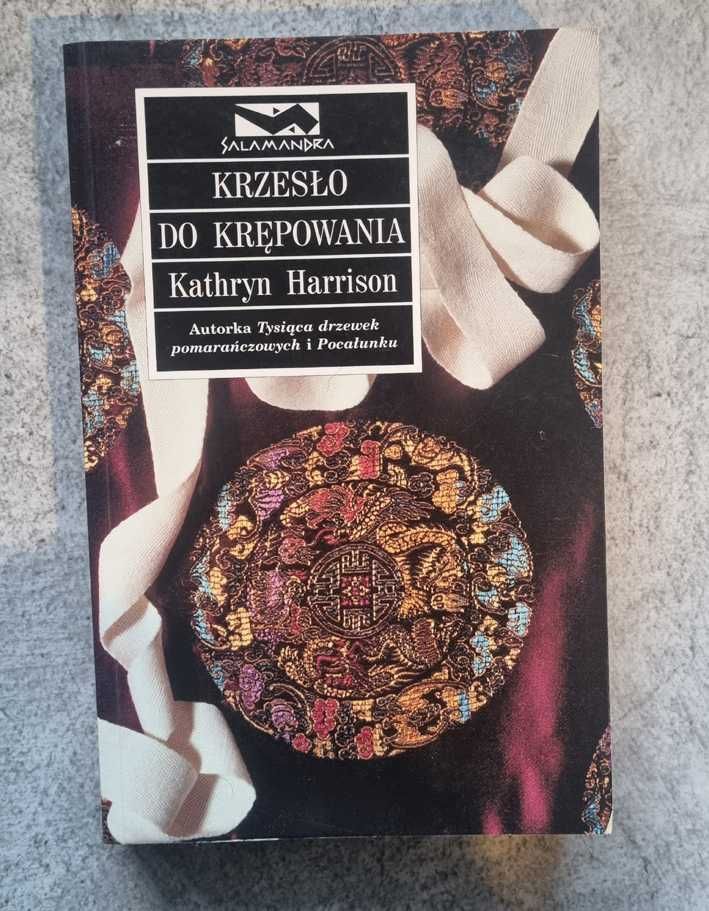 SALAMANDRA
KRZESŁO
DO KRĘPOWANIA
Kathryn Harrison
Autorka Tysiąca drzewek
pomarańczowych i Pocałunku